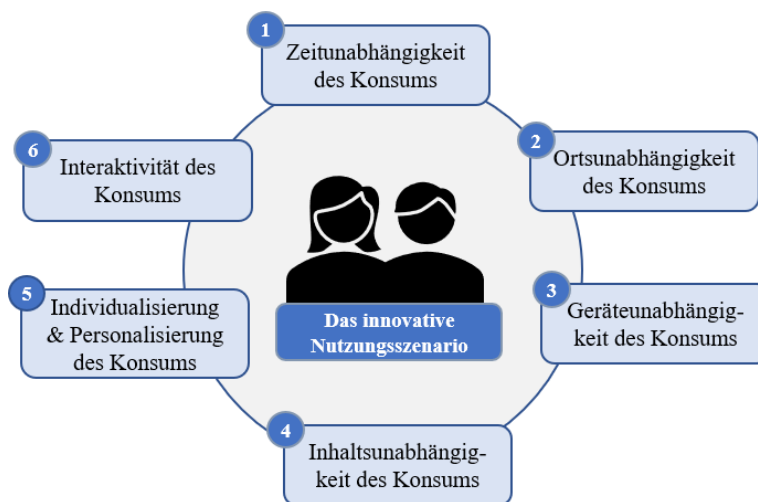 1
Zeitunabhängigkeit
des Konsums
2
Ortsunabhängigkeit
des Konsums
3
Geräteunabhängig-
keit des Konsums
4
Inhaltsunabhängig-
keit des Konsums
5
Individualisierung
& Personalisierung
des Konsums
6
Interaktivität des
Konsums
Das innovative
Nutzungsszenario